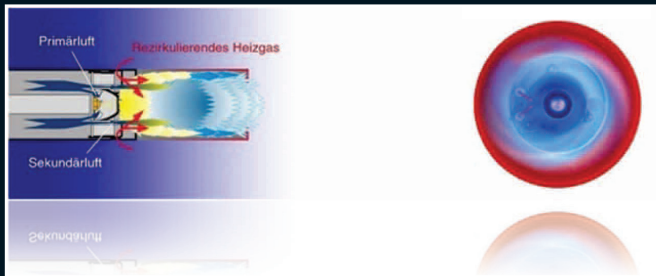 Primärluft
Rezirkulierendes Heizgas
Sekundärluft
Sekundärluft